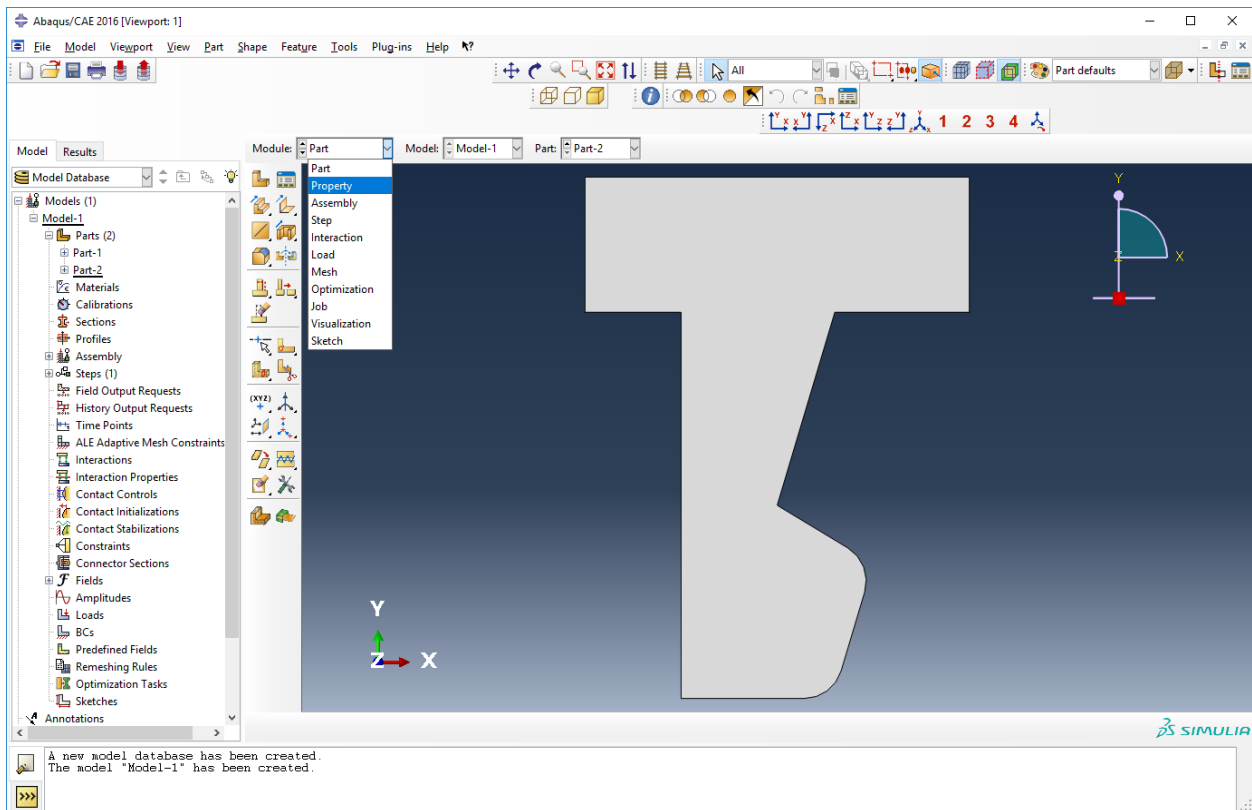 Abaqus/CAE 2016 [Viewport: 1]
File Model Viewport View Part Shape Feature Tools Plug-ins Help
All
Part defaults
1 2 3 4
Model Results
Module: Part Model: Model-1 Part: Part-2
Model Database
Models (1)
Model-1
Parts (2)
Part-1
Part-2
Materials
Calibrations
Sections
Profiles
Assembly
Steps (1)
Field Output Requests
History Output Requests
Time Points
ALE Adaptive Mesh Constraints
Interactions
Interaction Properties
Contact Controls
Contact Initializations
Contact Stabilizations
Constraints
Connector Sections
Fields
Amplitudes
Loads
BCs
Predefined Fields
Remeshing Rules
Optimization Tasks
Sketches
Annotations
(XYZ)
Part
Property
Assembly
Step
Interaction
Load
Mesh
Optimization
Job
Visualization
Sketch
Y
Z X
Y
Z X
SIMULIA
A new model database has been created.
The model "Model-1" has been created.
>>>